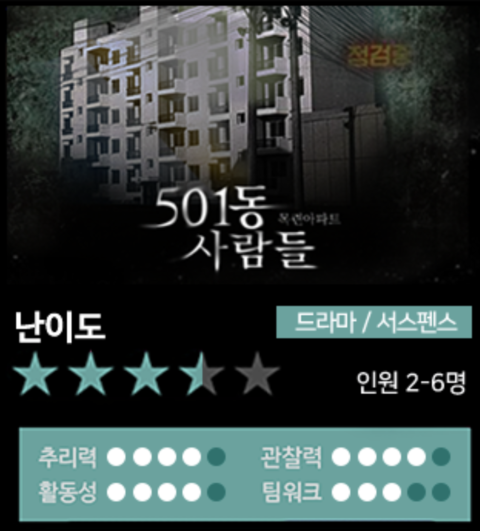 점검중
501동
목련아파트
사람들
난이도
드라마 / 서스펜스
인원 2-6명
추리력
관찰력
활동성
팀워크